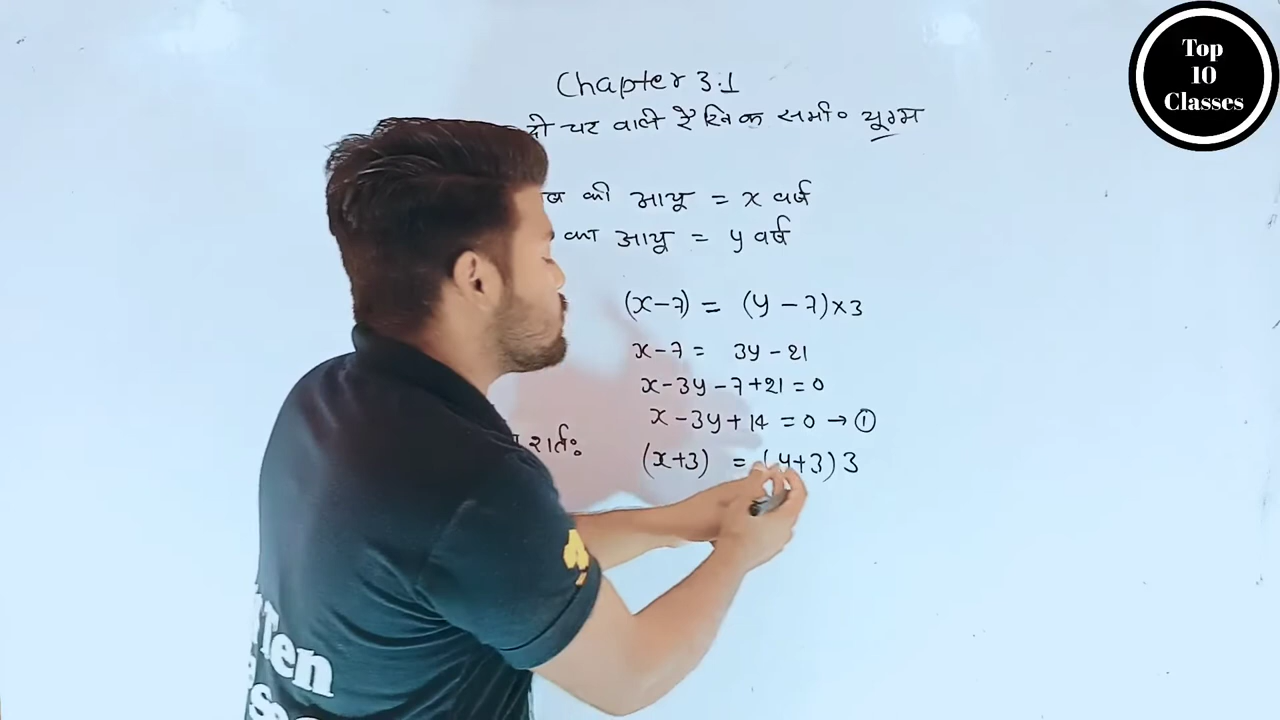 Top
10
Classes
Chapter 3.1
दो चर वाले रैखिक समी० यूग्म
की आयू = x वर्ष
का आयू = y वर्ष
(x-7) = (y-7)×3
x-7 = 3y-21
x-3y-7+21=0
x-3y+14=0→①
शर्त:
(x+3) = (y+3)3
Ten